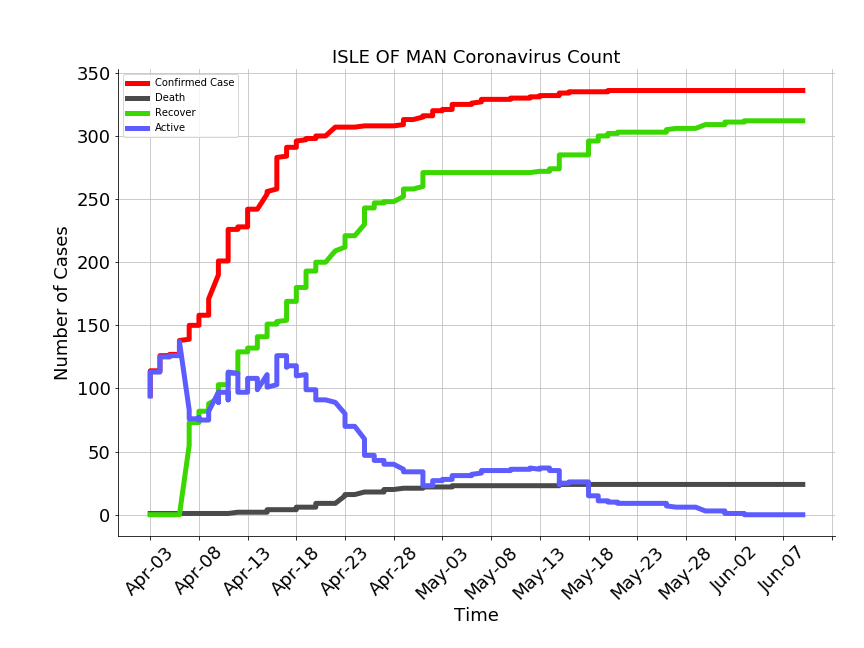 ISLE OF MAN Coronavirus Count
Confirmed Case
Death
Recover
Active
Number of Cases
350
300
250
200
150
100
50
0
Apr-03
Apr-08
Apr-13
Apr-18
Apr-23
Apr-28
May-03
May-08
May-13
May-18
May-23
May-28
Jun-02
Jun-07
Time